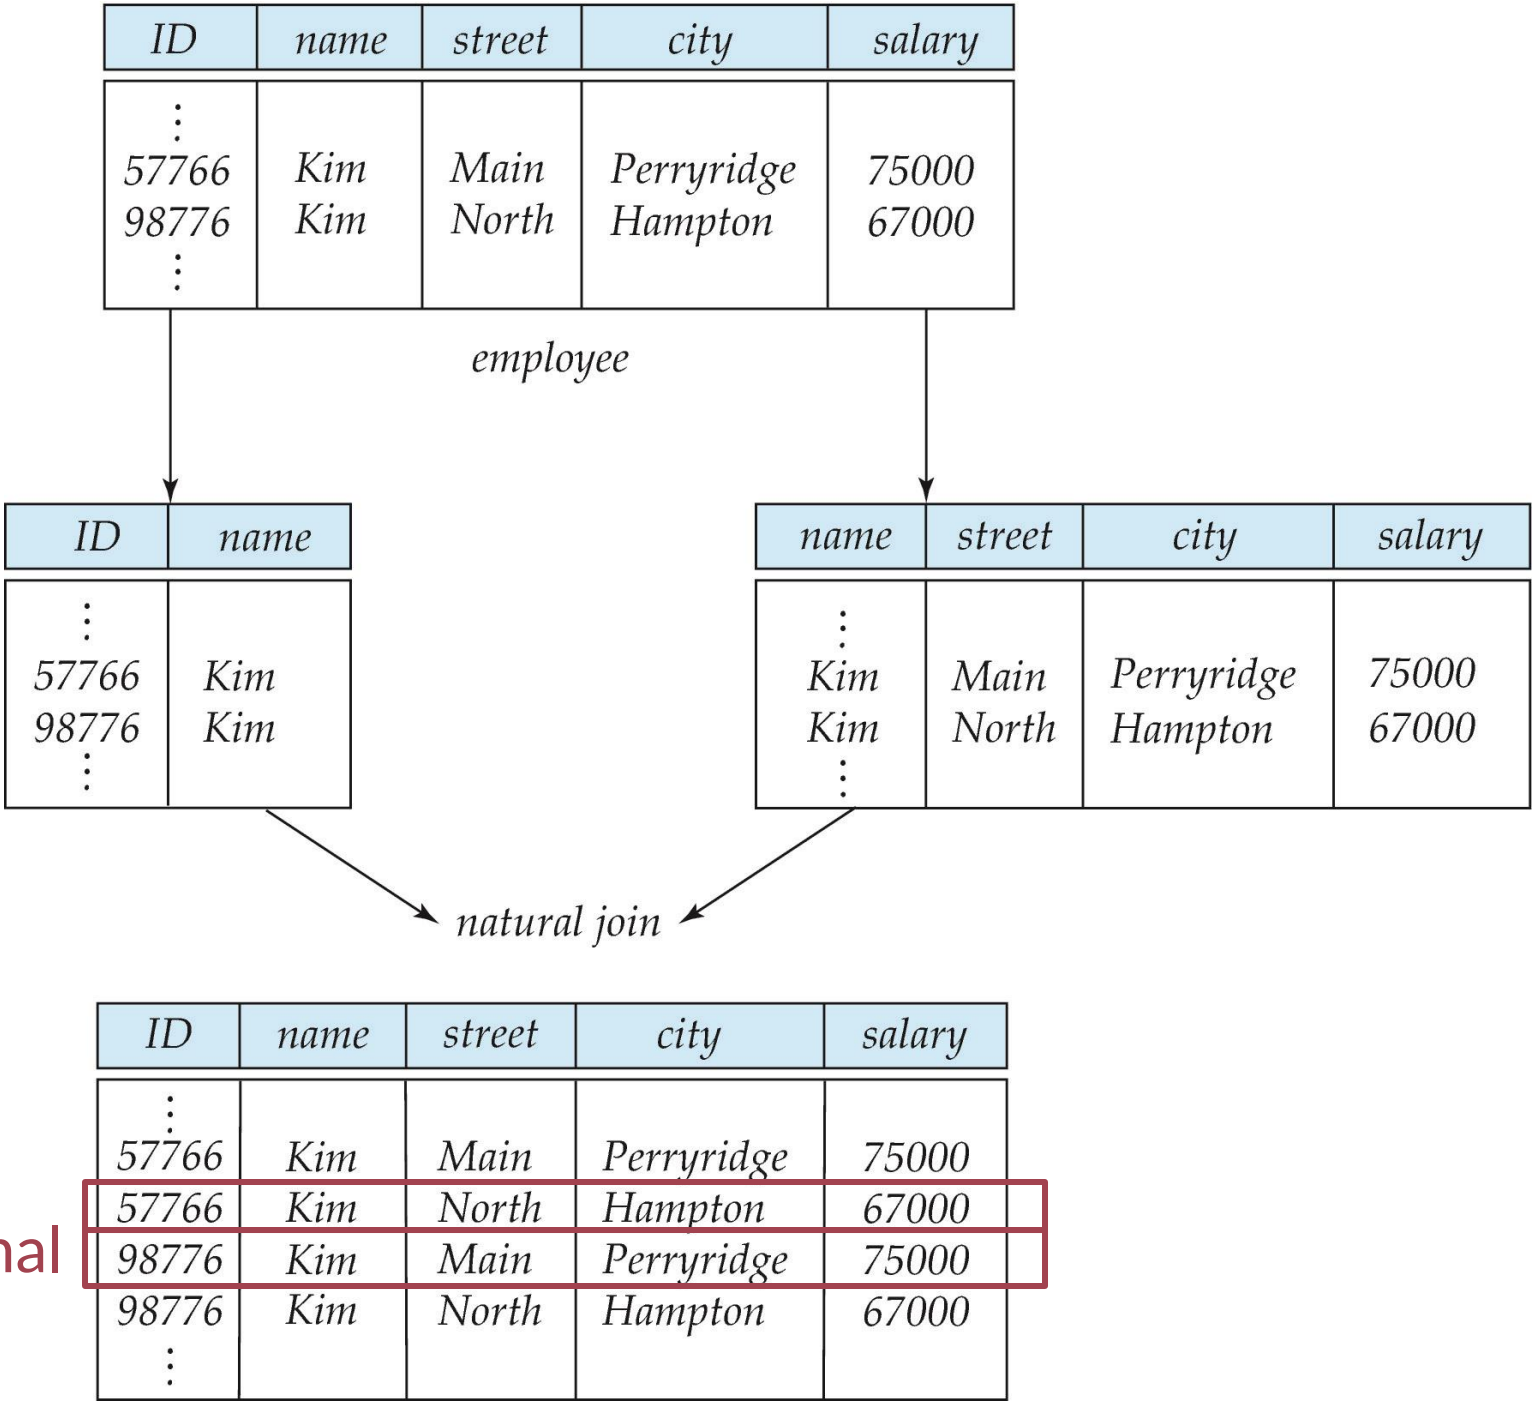 ID name street city salary
⋮
57766 Kim Main Perryridge 75000
98776 Kim North Hampton 67000
⋮
employee
ID name
⋮
57766 Kim
98776 Kim
⋮
name street city salary
⋮
Kim Main Perryridge 75000
Kim North Hampton 67000
⋮
natural join
ID name street city salary
⋮
57766 Kim Main Perryridge 75000
57766 Kim North Hampton 67000
98776 Kim Main Perryridge 75000
98776 Kim North Hampton 67000
⋮